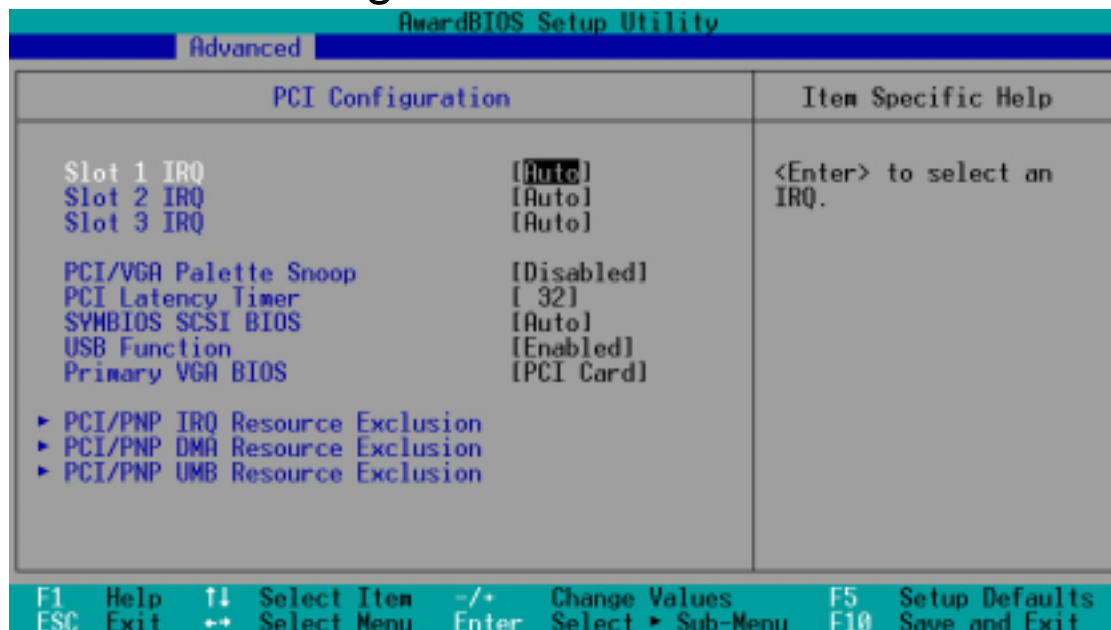 AwardBIOS Setup Utility
Advanced
PCI Configuration
Item Specific Help
Slot 1 IRQ [Auto]
Slot 2 IRQ [Auto]
Slot 3 IRQ [Auto]
<Enter> to select an
IRQ.
PCI/VGA Palette Snoop [Disabled]
PCI Latency Timer [ 32]
SYMBIOS SCSI BIOS [Auto]
USB Function [Enabled]
Primary VGA BIOS [PCI Card]
► PCI/PNP IRQ Resource Exclusion
► PCI/PNP DMA Resource Exclusion
► PCI/PNP UMB Resource Exclusion
F1 Help ↑↓ Select Item -/+ Change Values F5 Setup Defaults
ESC Exit ←→ Select Menu Enter Select ► Sub-Menu F10 Save and Exit